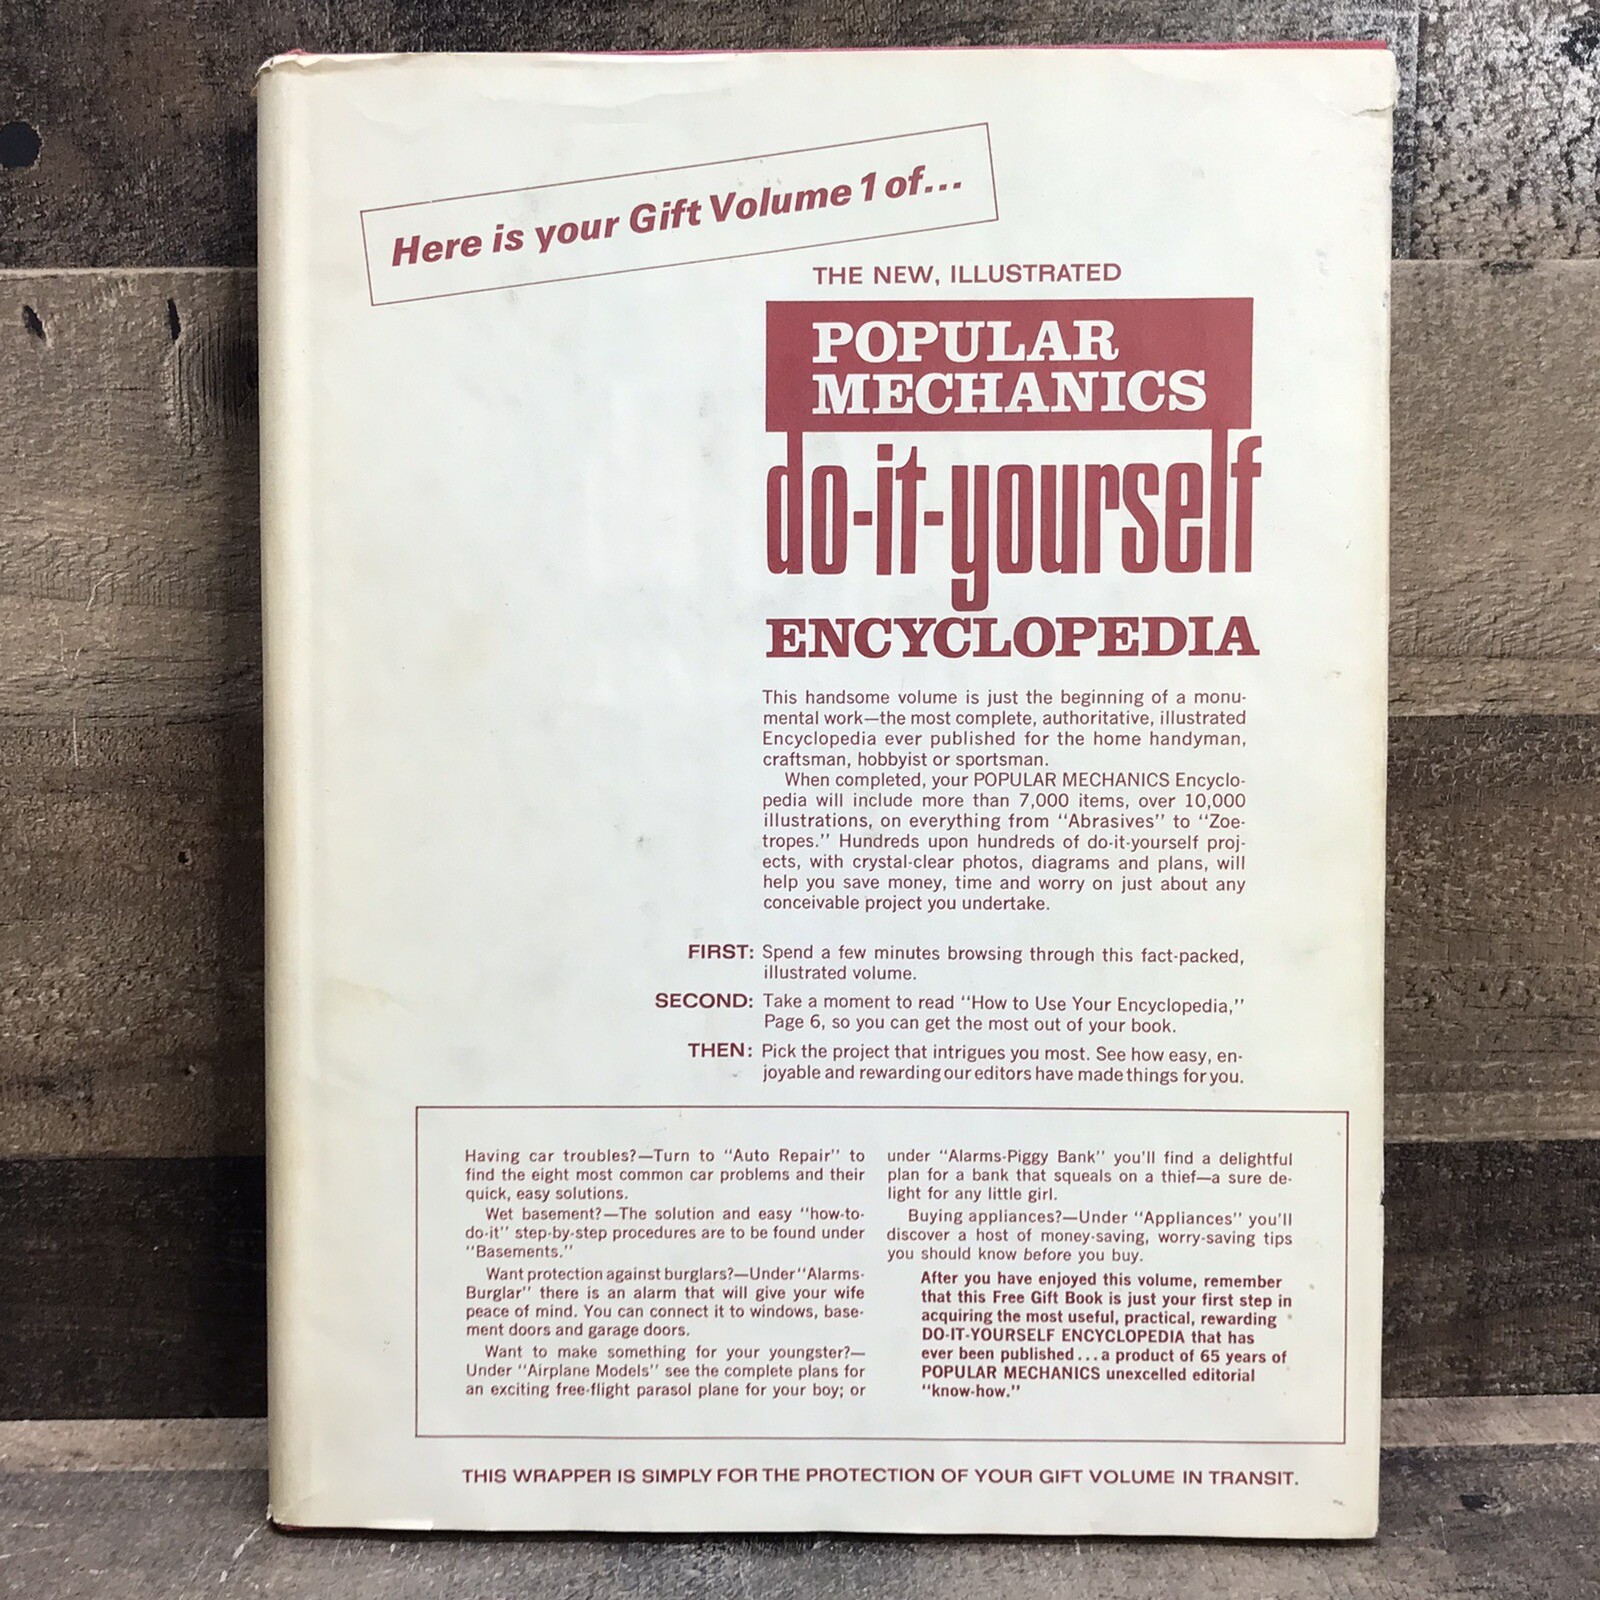 Here is your Gift Volume 1 of...
THE NEW, ILLUSTRATED
POPULAR
MECHANICS
do-it-yourself
ENCYCLOPEDIA
This handsome volume is just the beginning of a monu-
mental work—the most complete, authoritative, illustrated
Encyclopedia ever published for the home handyman,
craftsman, hobbyist or sportsman.
When completed, your POPULAR MECHANICS Encyclo-
pedia will include more than 7,000 items, over 10,000
illustrations, on everything from "Abrasives" to "Zoe-
tropes." Hundreds upon hundreds of do-it-yourself proj-
ects, with crystal-clear photos, diagrams and plans, will
help you save money, time and worry on just about any
conceivable project you undertake.
FIRST: Spend a few minutes browsing through this fact-packed,
illustrated volume.
SECOND: Take a moment to read "How to Use Your Encyclopedia,"
Page 6, so you can get the most out of your book.
THEN: Pick the project that intrigues you most. See how easy, en-
joyable and rewarding our editors have made things for you.
Having car troubles?—Turn to "Auto Repair" to
find the eight most common car problems and their
quick, easy solutions.
Wet basement?—The solution and easy "how-to-
do-it" step-by-step procedures are to be found under
"Basements."
Want protection against burglars?—Under "Alarms-
Burglar" there is an alarm that will give your wife
peace of mind. You can connect it to windows, base-
ment doors and garage doors.
Want to make something for your youngster?—
Under "Airplane Models" see the complete plans for
an exciting free-flight parasol plane for your boy; or
under "Alarms-Piggy Bank" you'll find a delightful
plan for a bank that squeals on a thief—a sure de-
light for any little girl.
Buying appliances?—Under "Appliances" you'll
discover a host of money-saving, worry-saving tips
you should know before you buy.
After you have enjoyed this volume, remember
that this Free Gift Book is just your first step in
acquiring the most useful, practical, rewarding
DO-IT-YOURSELF ENCYCLOPEDIA that has
ever been published...a product of 65 years of
POPULAR MECHANICS unexcelled editorial
"know-how."
THIS WRAPPER IS SIMPLY FOR THE PROTECTION OF YOUR GIFT VOLUME IN TRANSIT.